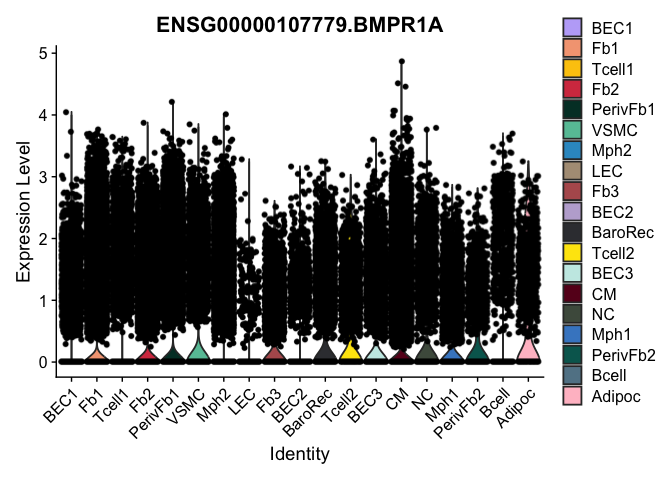 ENSG00000107779.BMPR1A
Expression Level
5
4
3
2
1
0
BEC1
Fb1
Tcell1
Fb2
PerivFb1
VSMC
Mph2
LEC
Fb3
BEC2
BaroRec
Tcell2
BEC3
CM
NC
Mph1
PerivFb2
Bcell
Adipoc
Identity
BEC1
Fb1
Tcell1
Fb2
PerivFb1
VSMC
Mph2
LEC
Fb3
BEC2
BaroRec
Tcell2
BEC3
CM
NC
Mph1
PerivFb2
Bcell
Adipoc